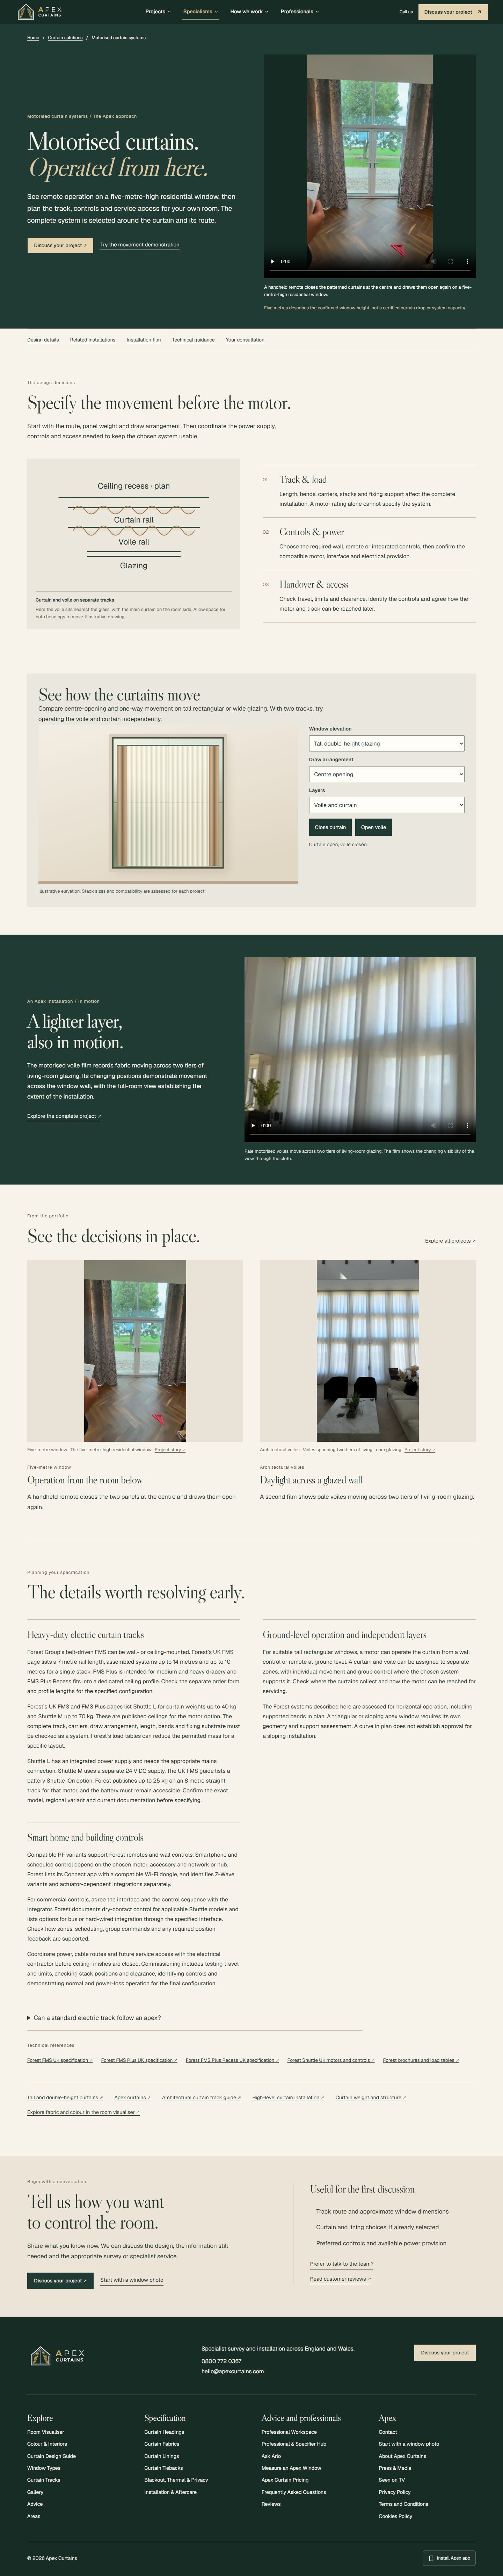 APEX
CURTAINS
Projects
Specialisms
How we work
Professionals
Call us
Discuss your project
Home / Curtain solutions / Motorised curtain systems
Motorised curtain systems / The Apex approach
Motorised curtains.
Operated from here.
See remote operation on a five-metre-high residential window, then
plan the track, controls and service access for your own room. The
complete system is selected around the curtain and its route.
Discuss your project
Try the movement demonstration
0:00
A handheld remote closes the patterned curtains at the centre and draws them open again on a five-
metre-high residential window.
Five metres describes the confirmed window height, not a certified curtain drop or system capacity.
Design details
Related installations
Installation film
Technical guidance
Your consultation
The design decisions
Specify the movement before the motor.
Start with the route, panel weight and draw arrangement. Then coordinate the power supply,
controls and access needed to keep the chosen system usable.
Ceiling recess · plan
Curtain rail
Voile rail
Glazing
Curtain and voile on separate tracks
Here the voile sits nearest the glass, with the main curtain on the room side. Allow space for
both headings to move. Illustrative drawing.
01
Track & load
Length, bends, carriers, stacks and fixing support affect the complete
installation. A motor rating alone cannot specify the system.
02
Controls & power
Choose the required wall, remote or integrated controls, then confirm the
compatible motor, interface and electrical provision.
03
Handover & access
Check travel, limits and clearance. Identify the controls and agree how the
motor and track can be reached later.
See how the curtains move
Compare centre-opening and one-way movement on tall rectangular or wide glazing. With two tracks, try
operating the voile and curtain independently.
Window elevation
Tall double-height glazing
Draw arrangement
Centre opening
Layers
Voile and curtain
Close curtain
Open voile
Curtain open, voile closed.
Illustrative elevation. Stack sizes and compatibility are assessed for each project.
An Apex installation / In motion
A lighter layer,
also in motion.
The motorised voile film records fabric moving across two tiers of
living-room glazing. Its changing positions demonstrate movement
across the window wall, with the full-room view establishing the
extent of the installation.
Explore the complete project
0:00
Pale motorised voiles move across two tiers of living-room glazing. The film shows the changing visibility of the
view through the cloth.
From the portfolio
See the decisions in place.
Explore all projects
Five-metre window · The five-metre-high residential window
Project story
Five-metre window
Operation from the room below
A handheld remote closes the two panels at the centre and draws them open
again.
Architectural voiles · Voiles spanning two tiers of living-room glazing
Project story
Architectural voiles
Daylight across a glazed wall
A second film shows pale voiles moving across two tiers of living-room glazing.
Planning your specification
The details worth resolving early.
Heavy-duty electric curtain tracks
Forest Group's belt-driven FMS can be wall- or ceiling-mounted. Forest's UK FMS
page lists a 7 metre rail length, assembled systems up to 14 metres and up to 10
metres for a single stack. FMS Plus is intended for medium and heavy drapery and
FMS Plus Recess fits into a dedicated ceiling profile. Check the separate order form
and profile lengths for the specified configuration.
Forest's UK FMS and FMS Plus pages list Shuttle L for curtain weights up to 40 kg
and Shuttle M up to 70 kg. These are published ceilings for the motor option. The
complete track, carriers, draw arrangement, length, bends and fixing substrate must
be checked as a system. Forest's load tables can reduce the permitted mass for a
specific layout.
Shuttle L has an integrated power supply and needs the appropriate mains
connection. Shuttle M uses a separate 24 V DC supply. The UK FMS guide lists a
battery Shuttle iOn option. Forest publishes up to 25 kg on an 8 metre straight
track for that motor, and the battery must remain accessible. Confirm the exact
model, regional variant and current documentation before specifying.
Ground-level operation and independent layers
For suitable tall rectangular windows, a motor can operate the curtain from a wall
control or remote at ground level. A curtain and voile can be assigned to separate
zones, with individual movement and group control where the chosen system
supports it. Check where the curtains collect and how the motor can be reached for
servicing.
The Forest systems described here are assessed for horizontal operation, including
supported bends in plan. A triangular or sloping apex window requires its own
geometry and support assessment. A curve in plan does not establish approval for
a sloping installation.
Smart home and building controls
Compatible RF variants support Forest remotes and wall controls. Smartphone and
scheduled control depend on the chosen motor, accessory and network or hub.
Forest lists its Connect app with a compatible Wi-Fi dongle, and identifies Z-Wave
variants and actuator-dependent integrations separately.
For commercial controls, agree the interface and the control sequence with the
integrator. Forest documents dry-contact control for applicable Shuttle models and
lists options for bus or hard-wired integration through the specified interface.
Check how zones, scheduling, group commands and any required position
feedback are supported.
Coordinate power, cable routes and future service access with the electrical
contractor before ceiling finishes are closed. Commissioning includes testing travel
and limits, checking stack positions and clearance, identifying controls and
demonstrating normal and power-loss operation for the final configuration.
Can a standard electric track follow an apex?
Technical references
Forest FMS UK specification
Forest FMS Plus UK specification
Forest FMS Plus Recess UK specification
Forest Shuttle UK motors and controls
Forest brochures and load tables
Tall and double-height curtains
Apex curtains
Architectural curtain track guide
High-level curtain installation
Curtain weight and structure
Explore fabric and colour in the room visualiser
Begin with a conversation
Tell us how you want
to control the room.
Share what you know now. We can discuss the design, the information still
needed and the appropriate survey or specialist service.
Discuss your project
Start with a window photo
Useful for the first discussion
Track route and approximate window dimensions
Curtain and lining choices, if already selected
Preferred controls and available power provision
Prefer to talk to the team?
Read customer reviews
APEX
CURTAINS
Specialist survey and installation across England and Wales.
0800 772 0367
hello@apexcurtains.com
Discuss your project
Explore
Room Visualiser
Colour & Interiors
Curtain Design Guide
Window Types
Curtain Tracks
Gallery
Advice
Areas
Specification
Curtain Headings
Curtain Fabrics
Curtain Linings
Curtain Tiebacks
Blackout, Thermal & Privacy
Installation & Aftercare
Advice and professionals
Professional Workspace
Professional & Specifier Hub
Ask Arlo
Measure an Apex Window
Apex Curtain Pricing
Frequently Asked Questions
Reviews
Apex
Contact
Start with a window photo
About Apex Curtains
Press & Media
Seen on TV
Privacy Policy
Terms and Conditions
Cookies Policy
© 2026 Apex Curtains
Install Apex app